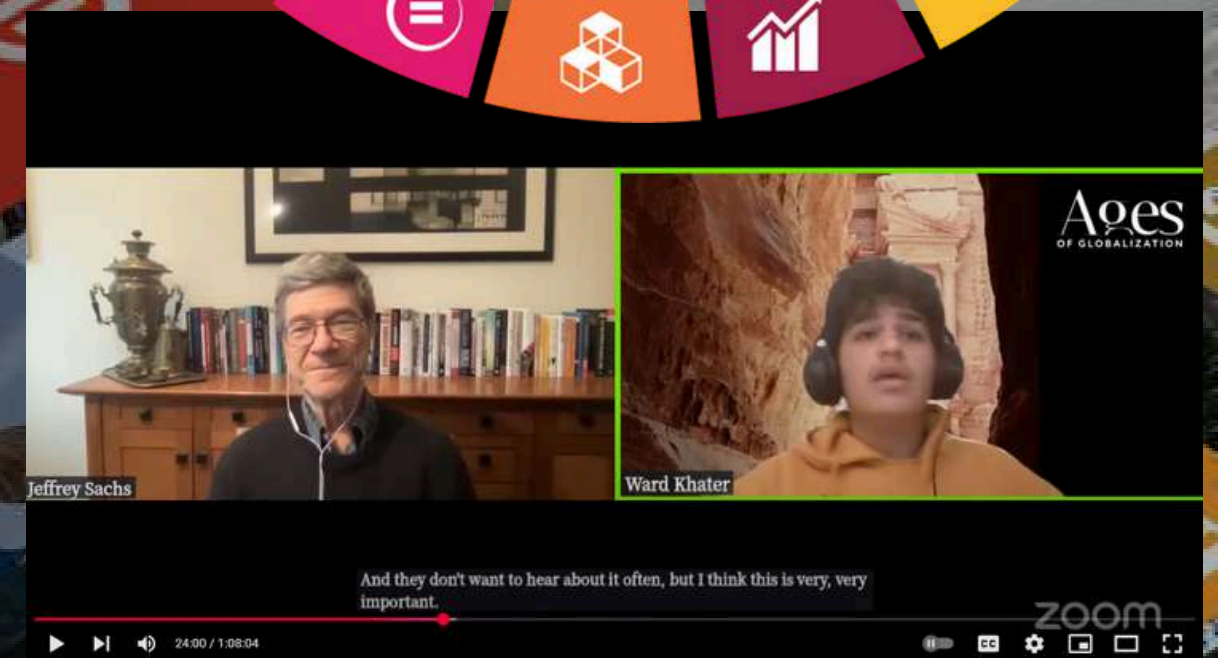 Ages
OF GLOBALIZATION
Jeffrey Sachs
Ward Khater
And they don't want to hear about it often, but I think this is very, very
important.
zoom
24:00 / 1:08:04
CC